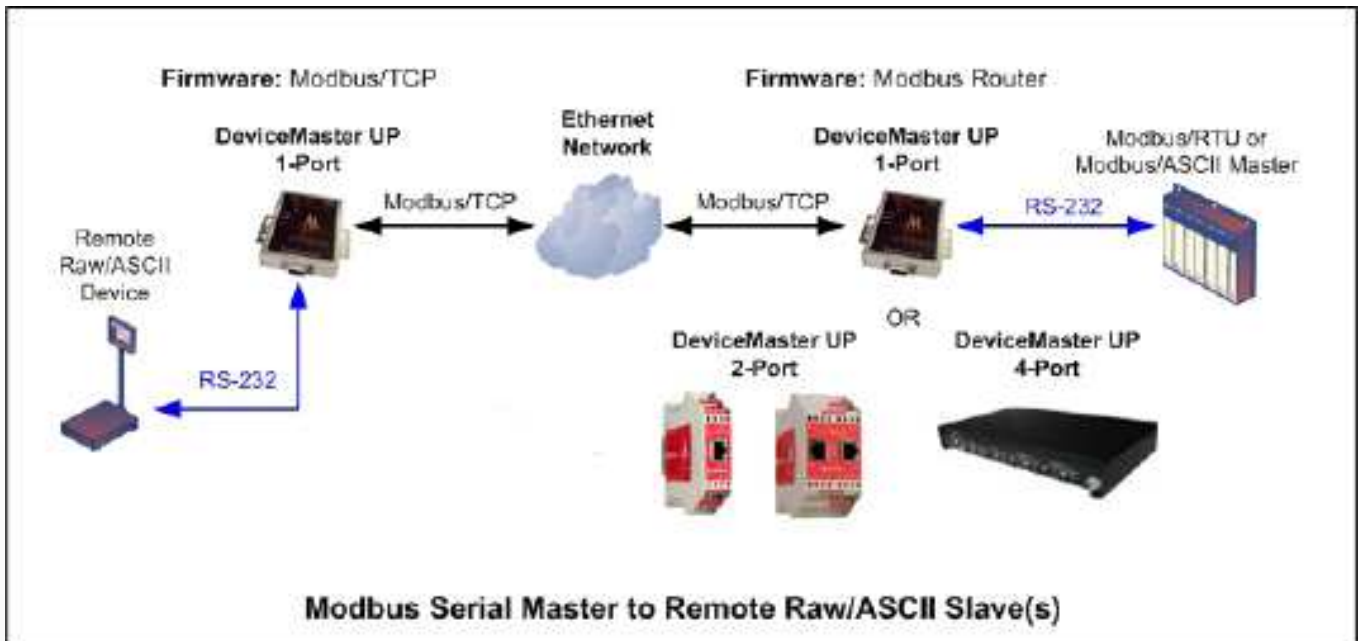 Firmware: Modbus/TCP
Firmware: Modbus Router
DeviceMaster UP
1-Port
Ethernet
Network
DeviceMaster UP
1-Port
Modbus/RTU or
Modbus/ASCII Master
Modbus/TCP
Modbus/TCP
RS-232
Remote
Raw/ASCII
Device
RS-232
OR
DeviceMaster UP
2-Port
DeviceMaster UP
4-Port
Modbus Serial Master to Remote Raw/ASCII Slave(s)